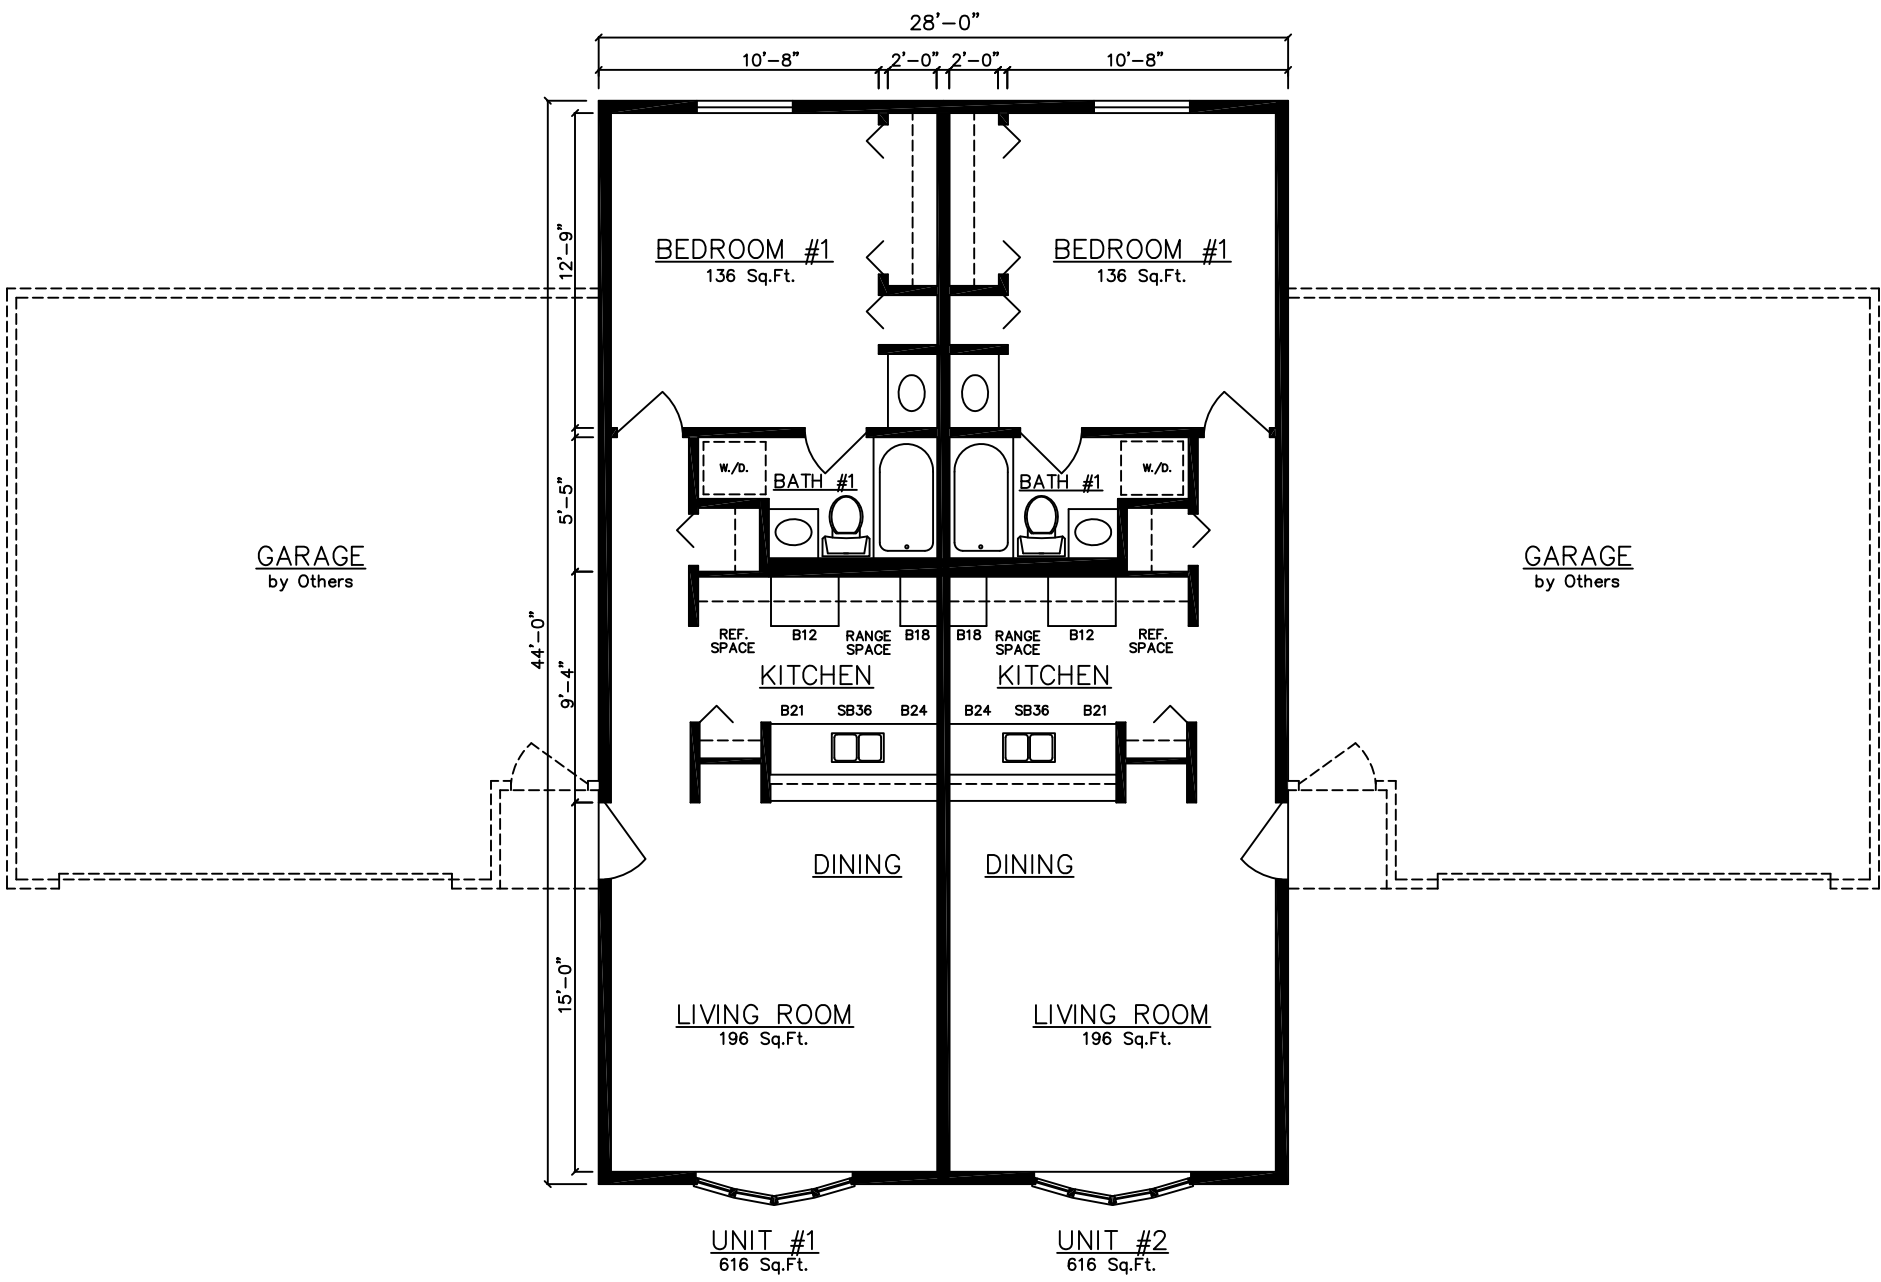 28'-0"
10'-8" 2'-0" 2'-0" 10'-8"
12'-9"
BEDROOM #1
136 Sq.Ft.
BEDROOM #1
136 Sq.Ft.
5'-5"
W./D.
BATH #1
BATH #1
W./D.
GARAGE
by Others
GARAGE
by Others
44'-0"
9'-4"
REF.
SPACE
B12
RANGE
SPACE
B18
B18
RANGE
SPACE
B12
REF.
SPACE
KITCHEN
KITCHEN
B21 SB36 B24
B24 SB36 B21
DINING
DINING
15'-0"
LIVING ROOM
196 Sq.Ft.
LIVING ROOM
196 Sq.Ft.
UNIT #1
616 Sq.Ft.
UNIT #2
616 Sq.Ft.